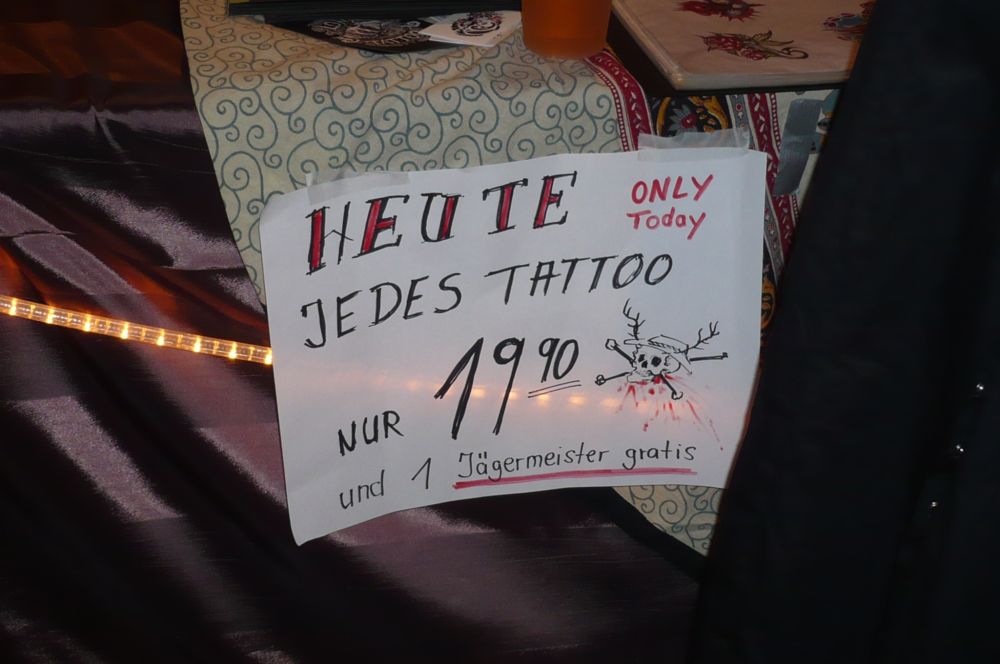 HEUTE
ONLY
Today
JEDES TATTOO
NUR 19 90
und 1 Jägermeister gratis